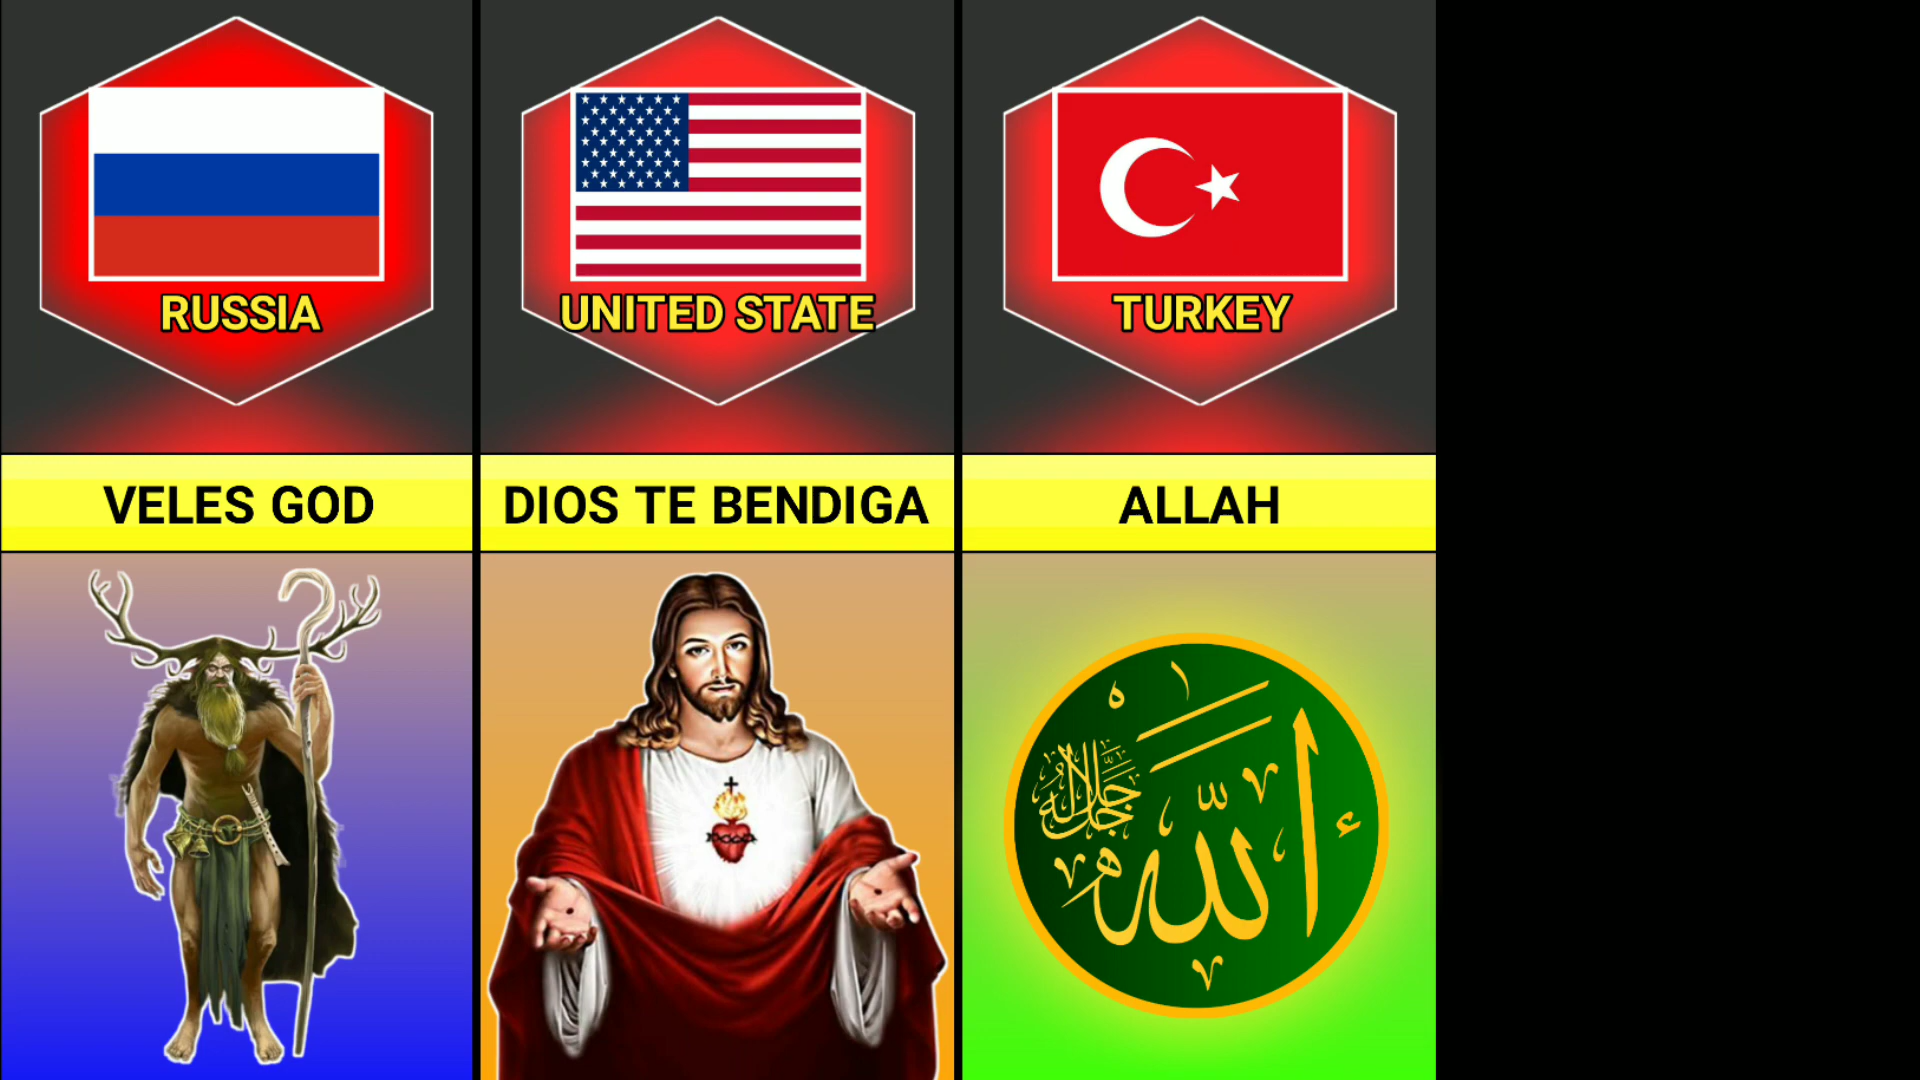 RUSSIA
UNITED STATE
TURKEY
VELES GOD
DIOS TE BENDIGA
ALLAH
الله
جل جلاله